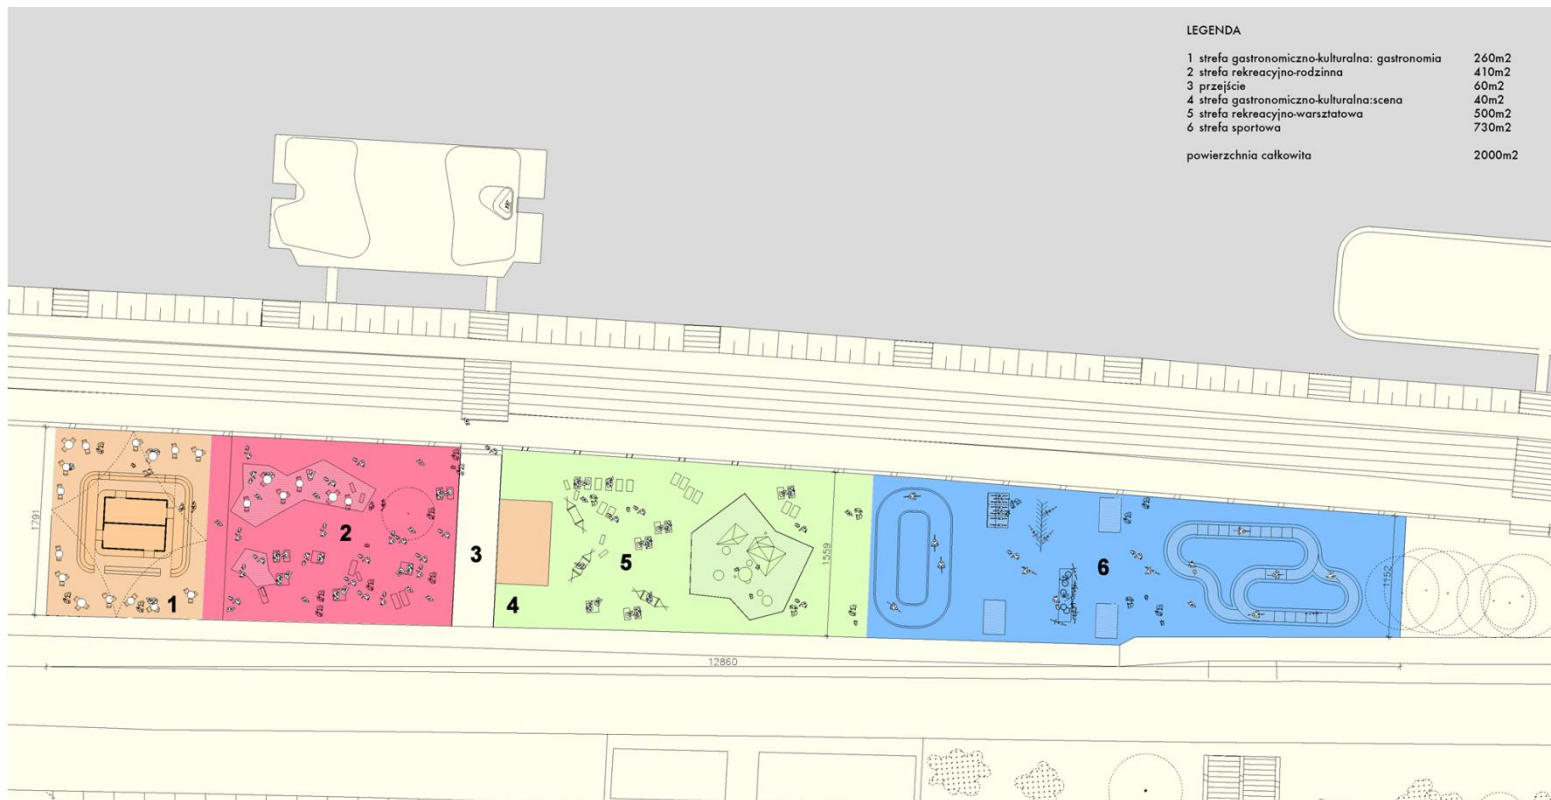 LEGENDA
1 strefa gastronomiczno-kulturalna: gastronomia 260m2
2 strefa rekreacyjno-rodzinna 410m2
3 przejście 60m2
4 strefa gastronomiczno-kulturalna:scena 40m2
5 strefa rekreacyjno-warsztatowa 500m2
6 strefa sportowa 730m2
powierzchnia całkowita 2000m2
1791
1
2
3
4
5
1559
6
1152
12860